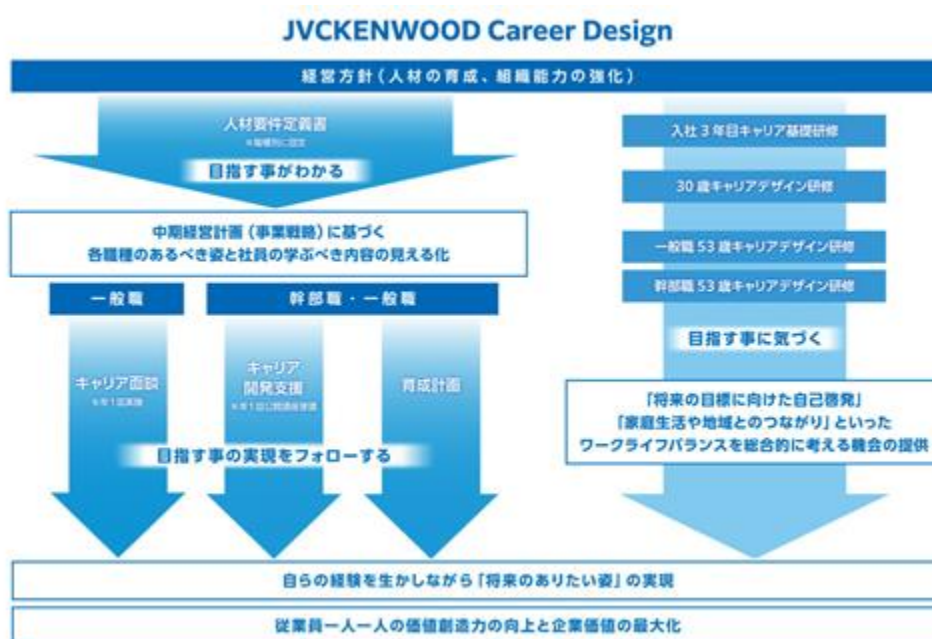 JVCKENWOOD Career Design
経営方針(人材の育成、組織能力の強化)
人材要件定義書
※職種別に設定
目指す事がわかる
中期経営計画(事業戦略)に基づく
各職種のあるべき姿と社員の学ぶべき内容の見える化
一般職
幹部職・一般職
キャリア面談
※年1回実施
キャリア
開発支援
育成計画
目指す事の実現をフォローする
入社3年目キャリア基礎研修
30歳キャリアデザイン研修
一般職53歳キャリアデザイン研修
幹部職53歳キャリアデザイン研修
目指す事に気づく
「将来の目標に向けた自己啓発」
「家庭生活や地域とのつながり」といった
ワークライフバランスを総合的に考える機会の提供
自らの経験を生かしながら「将来のありたい姿」の実現
従業員一人一人の価値創造力の向上と企業価値の最大化